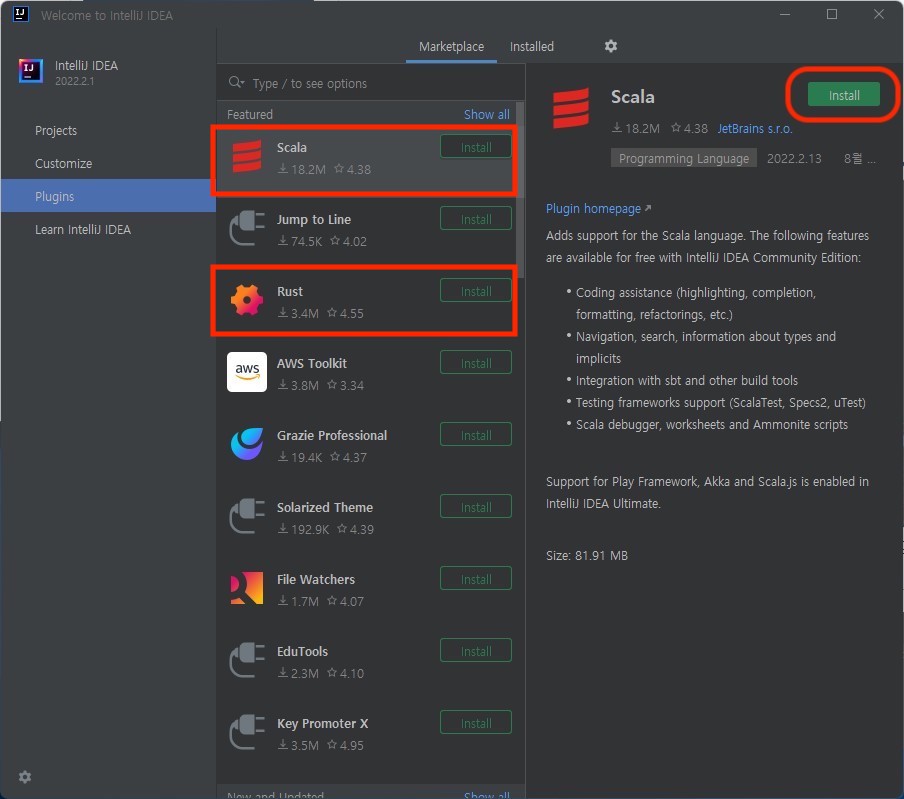 IJ Welcome to IntelliJ IDEA
IJ
IntelliJ IDEA
2022.2.1
Projects
Customize
Plugins
Learn IntelliJ IDEA
Marketplace Installed
Type / to see options
Featured Show all
Scala Install
18.2M 4.38
Jump to Line Install
74.5K 4.02
Rust Install
3.4M 4.55
aws
AWS Toolkit Install
3.8M 3.34
Grazie Professional Install
19.4K 4.37
Solarized Theme Install
192.9K 4.39
File Watchers Install
1.7M 4.07
EduTools Install
2.3M 4.10
Key Promoter X Install
3.5M 4.95
New and Updated Show all
Scala Install
18.2M 4.38 JetBrains s.r.o.
Programming Language 2022.2.13 8월 ...
Plugin homepage ↗
Adds support for the Scala language. The following features
are available for free with IntelliJ IDEA Community Edition:
• Coding assistance (highlighting, completion,
formatting, refactorings, etc.)
• Navigation, search, information about types and
implicits
• Integration with sbt and other build tools
• Testing frameworks support (ScalaTest, Specs2, uTest)
• Scala debugger, worksheets and Ammonite scripts
Support for Play Framework, Akka and Scala.js is enabled in
IntelliJ IDEA Ultimate.
Size: 81.91 MB